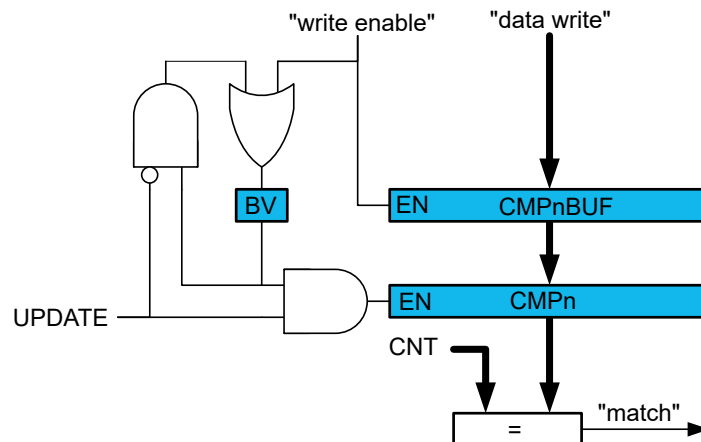 "write enable" "data write"
BV
EN CMPnBUF
EN CMPn
UPDATE
CNT
"match"
=